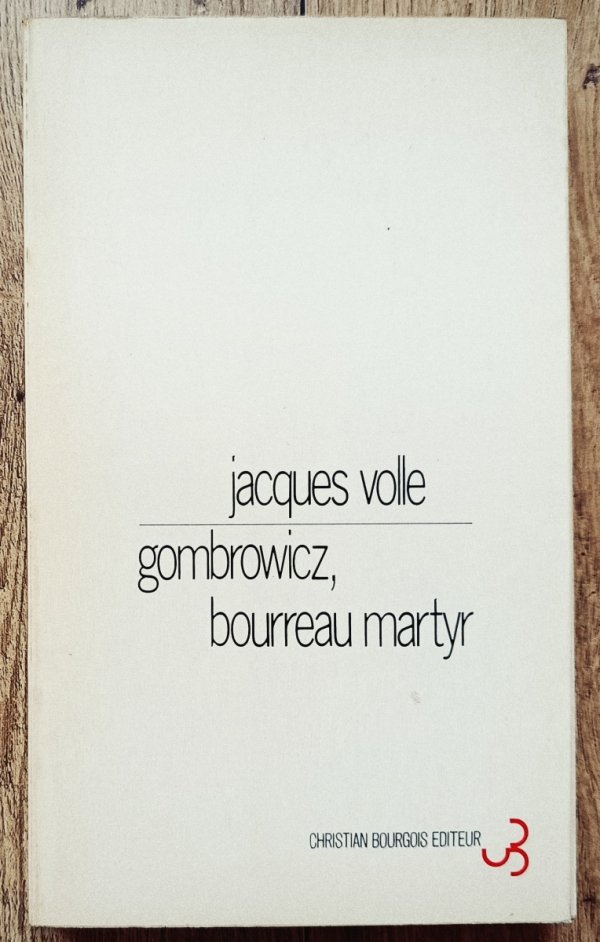 jacques volle
gombrowicz,
bourreau martyr
CHRISTIAN BOURGOIS EDITEUR